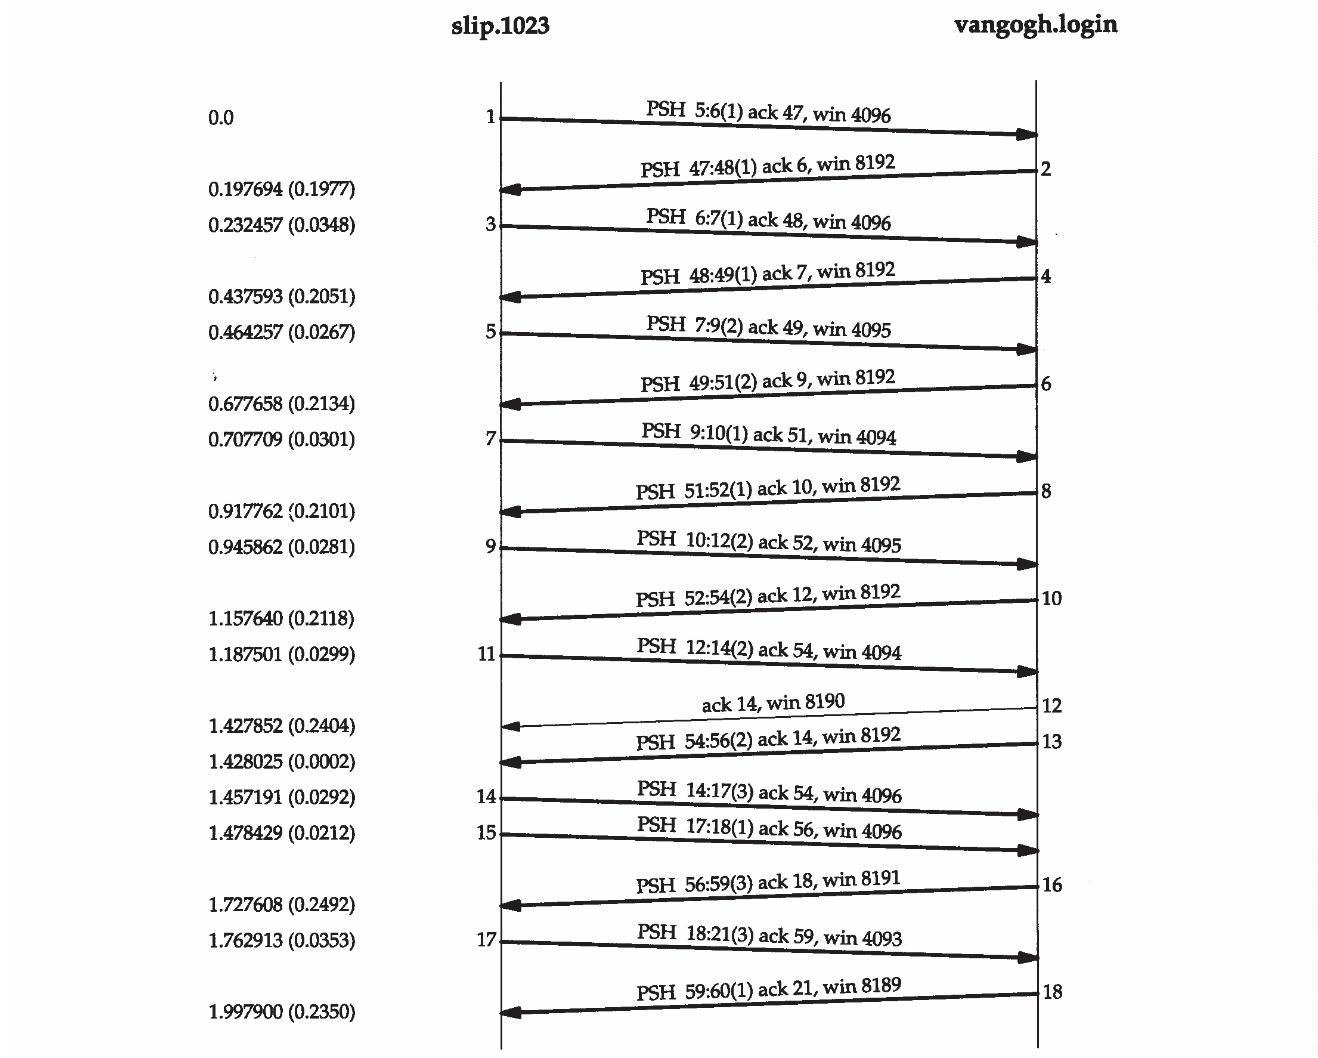 slip.1023 vangogh.login
0.0 1 PSH 5:6(1) ack 47, win 4096
PSH 47:48(1) ack 6, win 8192 2
0.197694 (0.1977)
0.232457 (0.0348) 3 PSH 6:7(1) ack 48, win 4096
PSH 48:49(1) ack 7, win 8192 4
0.437593 (0.2051)
0.464257 (0.0267) 5 PSH 7:9(2) ack 49, win 4095
PSH 49:51(2) ack 9, win 8192 6
0.677658 (0.2134)
0.707709 (0.0301) 7 PSH 9:10(1) ack 51, win 4094
PSH 51:52(1) ack 10, win 8192 8
0.917762 (0.2101)
0.945862 (0.0281) 9 PSH 10:12(2) ack 52, win 4095
PSH 52:54(2) ack 12, win 8192 10
1.157640 (0.2118)
1.187501 (0.0299) 11 PSH 12:14(2) ack 54, win 4094
ack 14, win 8190 12
1.427852 (0.2404)
PSH 54:56(2) ack 14, win 8192 13
1.428025 (0.0002)
1.457191 (0.0292) 14 PSH 14:17(3) ack 54, win 4096
1.478429 (0.0212) 15 PSH 17:18(1) ack 56, win 4096
PSH 56:59(3) ack 18, win 8191 16
1.727608 (0.2492)
1.762913 (0.0353) 17 PSH 18:21(3) ack 59, win 4093
PSH 59:60(1) ack 21, win 8189 18
1.997900 (0.2350)